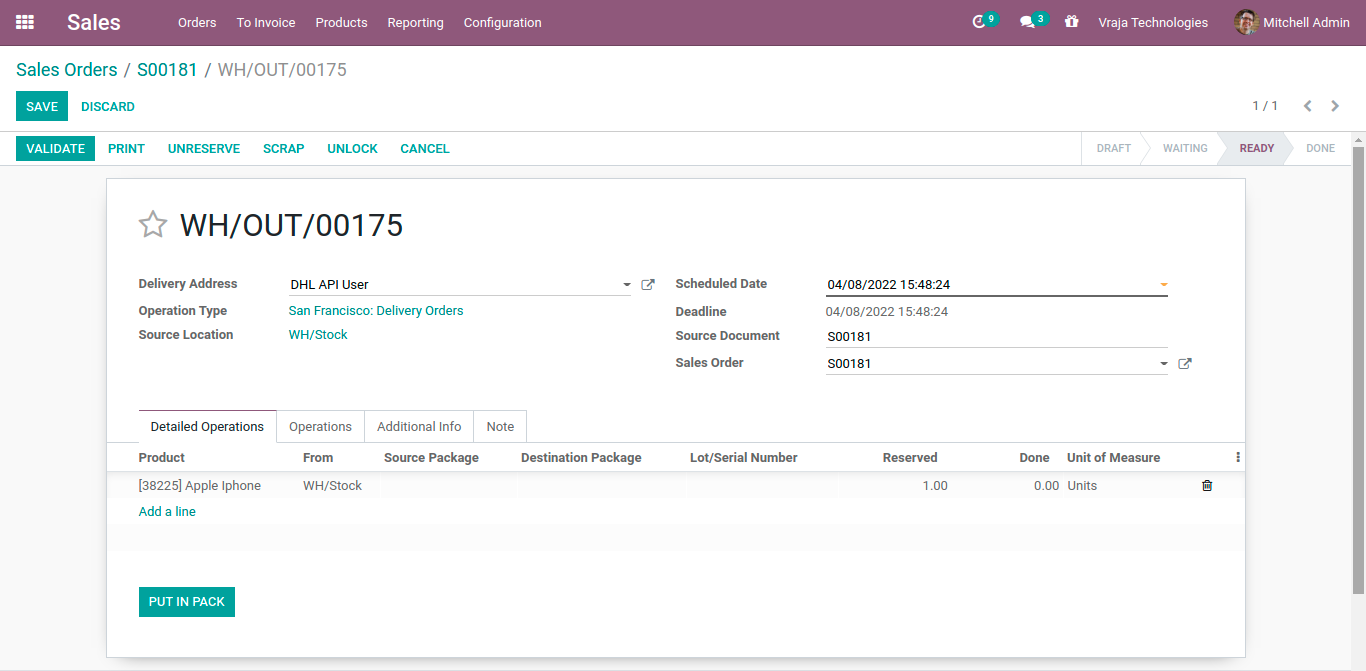 Sales Orders To Invoice Products Reporting Configuration 9 3 Vraja Technologies Mitchell Admin
Sales Orders / S00181 / WH/OUT/00175
SAVE DISCARD 1 / 1
VALIDATE PRINT UNRESERVE SCRAP UNLOCK CANCEL DRAFT WAITING READY DONE
WH/OUT/00175
Delivery Address DHL API User Scheduled Date 04/08/2022 15:48:24
Operation Type San Francisco: Delivery Orders Deadline 04/08/2022 15:48:24
Source Location WH/Stock Source Document S00181
Sales Order S00181
Detailed Operations Operations Additional Info Note
Product From Source Package Destination Package Lot/Serial Number Reserved Done Unit of Measure
[38225] Apple Iphone WH/Stock 1.00 0.00 Units
Add a line
PUT IN PACK